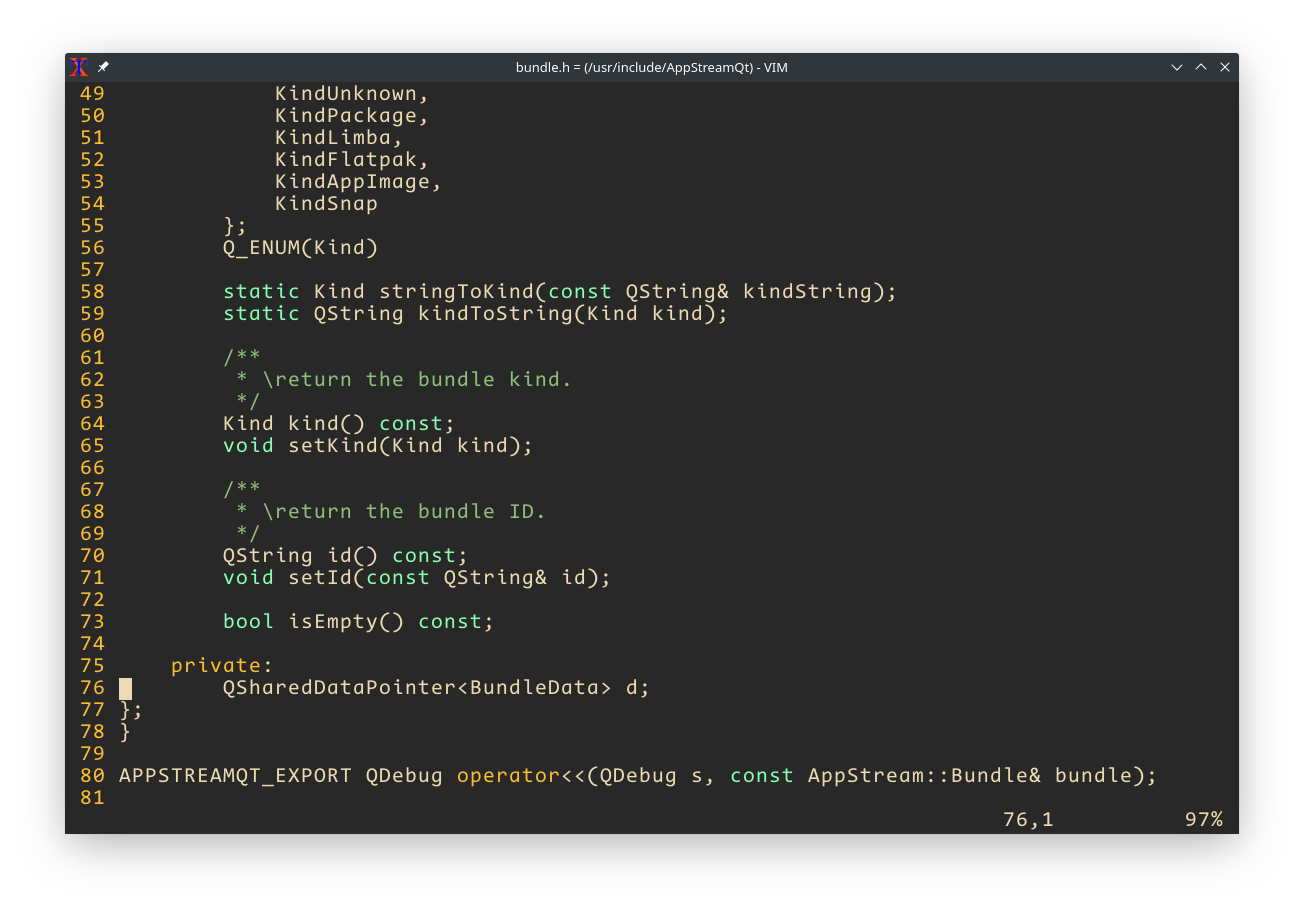 bundle.h = (/usr/include/AppStreamQt) - VIM
49             KindUnknown,
50             KindPackage,
51             KindLimba,
52             KindFlatpak,
53             KindAppImage,
54             KindSnap
55         };
56         Q_ENUM(Kind)
57
58         static Kind stringToKind(const QString& kindString);
59         static QString kindToString(Kind kind);
60
61         /**
62          * \return the bundle kind.
63          */
64         Kind kind() const;
65         void setKind(Kind kind);
66
67         /**
68          * \return the bundle ID.
69          */
70         QString id() const;
71         void setId(const QString& id);
72
73         bool isEmpty() const;
74
75     private:
76         QSharedDataPointer<BundleData> d;
77 };
78 }
79
80 APPSTREAMQT_EXPORT QDebug operator<<(QDebug s, const AppStream::Bundle& bundle);
81
76,1 97%